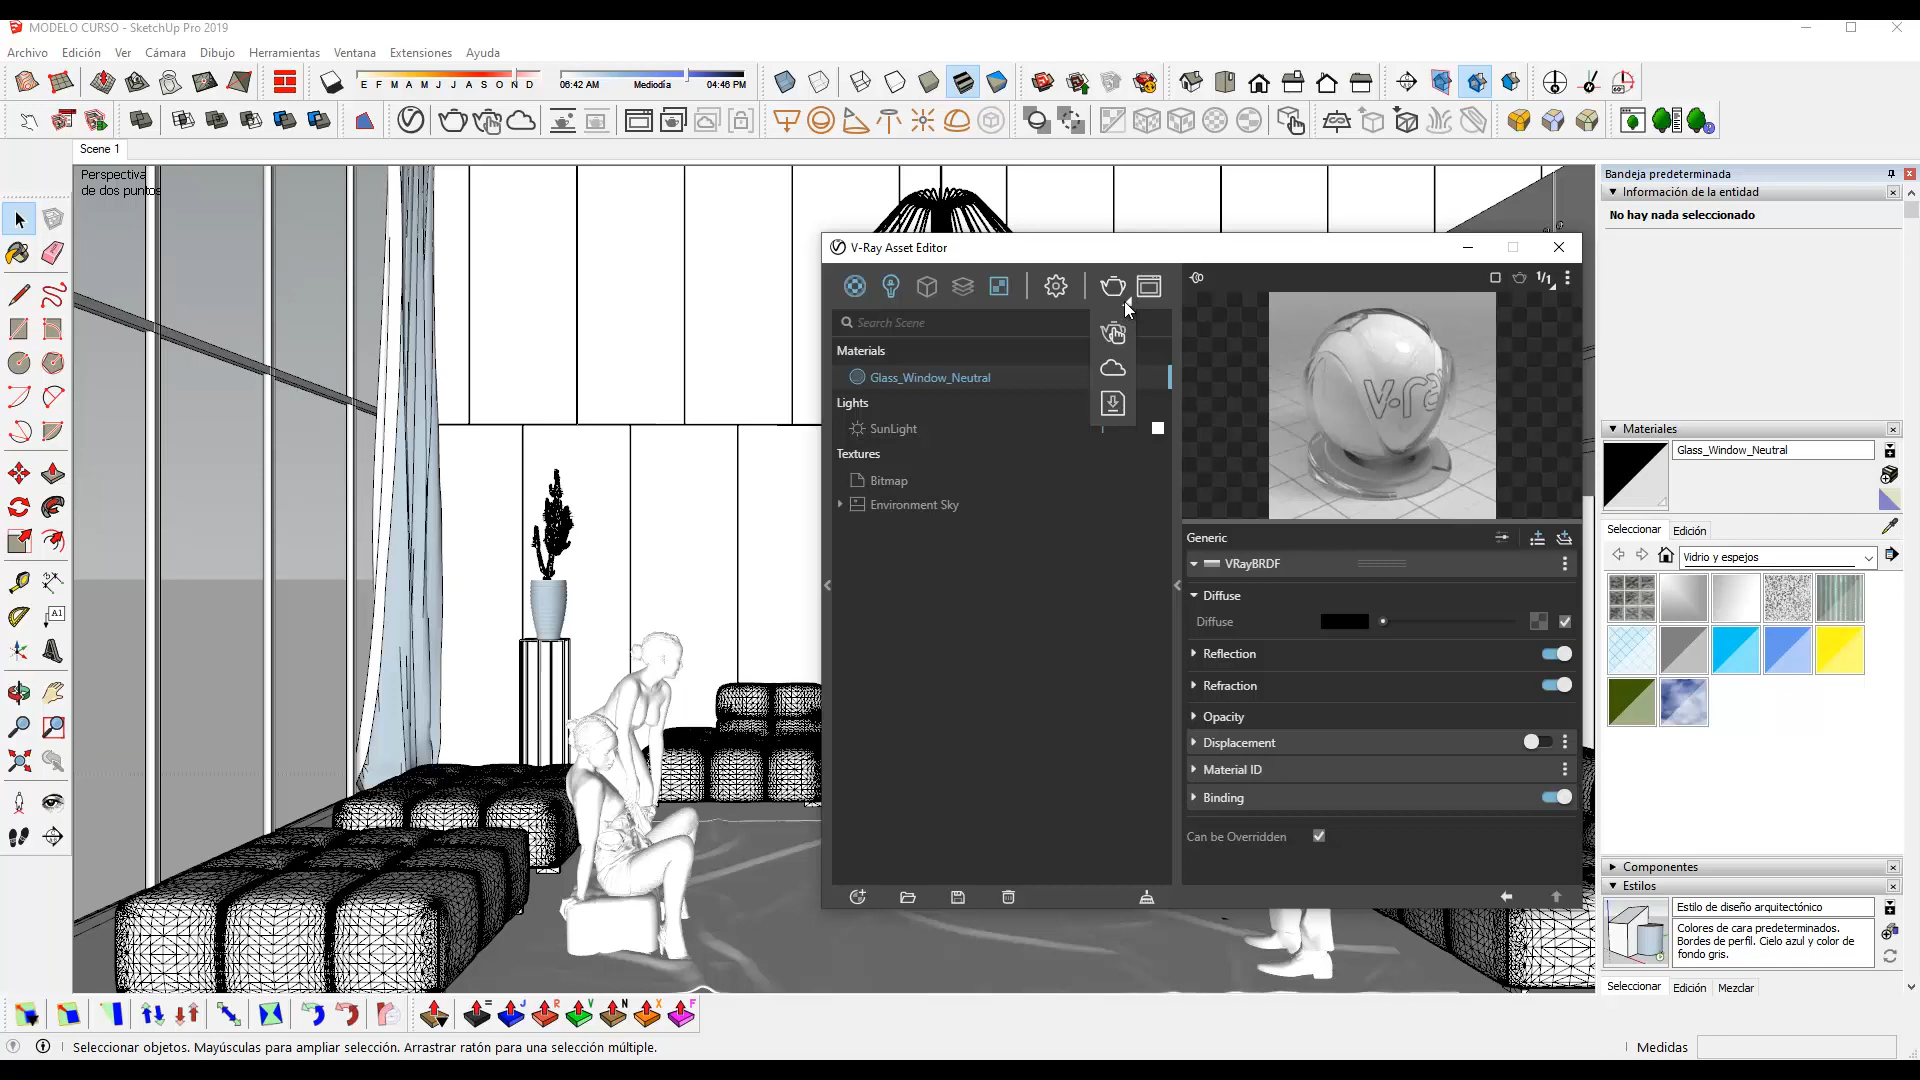 MODELO CURSO - SketchUp Pro 2019
Archivo Edición Ver Cámara Dibujo Herramientas Ventana Extensiones Ayuda
E F M A M J J A S O N D
06:42 AM Mediodía 04:46 PM
Scene 1
Perspectiva
de dos puntos
V-Ray Asset Editor
Search Scene
Materials
Glass_Window_Neutral
Lights
SunLight
Textures
Bitmap
Environment Sky
1/1
v-ra
Generic
VRayBRDF
Diffuse
Diffuse
Reflection
Refraction
Opacity
Displacement
Material ID
Binding
Can be Overridden
Bandeja predeterminada
Información de la entidad
No hay nada seleccionado
Materiales
Glass_Window_Neutral
Seleccionar Edición
Vidrio y espejos
Componentes
Estilos
Estilo de diseño arquitectónico
Colores de cara predeterminados.
Bordes de perfil. Cielo azul y color de
fondo gris.
Seleccionar Edición Mezclar
A1
= J R V N X F
Seleccionar objetos. Mayúsculas para ampliar selección. Arrastrar ratón para una selección múltiple.
Medidas